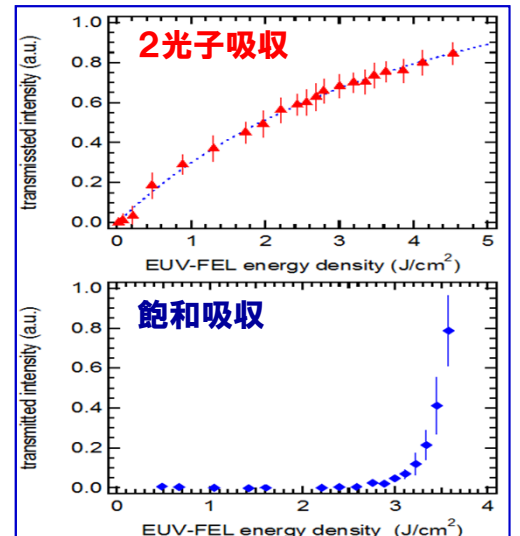 2光子吸収
transmissted intensity (a.u.)
1.0
0.8
0.6
0.4
0.2
0.0
0 1 2 3 4 5
EUV-FEL energy density (J/cm²)
飽和吸収
transmitted intensity (a.u.)
1.0
0.8
0.6
0.4
0.2
0.0
0 1 2 3 4
EUV-FEL energy density (J/cm²)